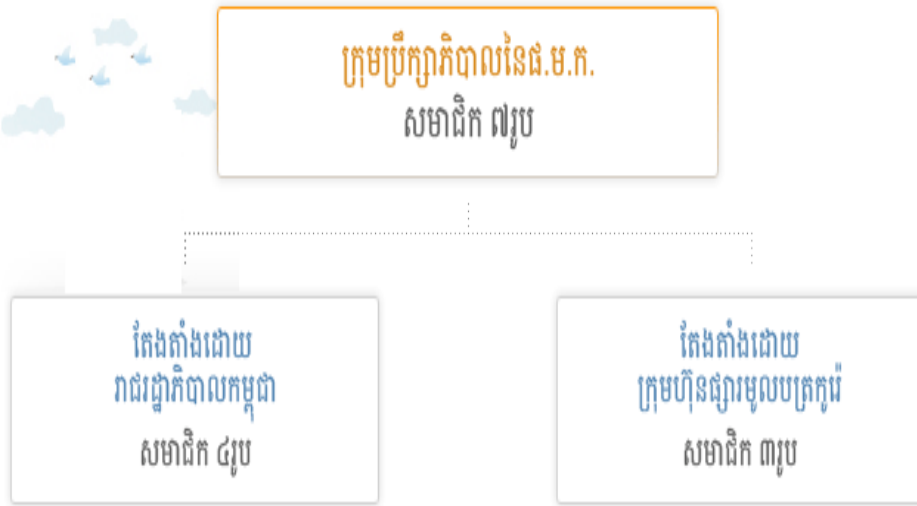 ក្រុមប្រឹក្សាភិបាលនៃផ.ម.ក.
សមាជិក ៧រូប
តែងតាំងដោយ
រាជរដ្ឋាភិបាលកម្ពុជា
សមាជិក ៤រូប
តែងតាំងដោយ
ក្រុមហ៊ុនផ្សារមូលបត្រកូរ៉េ
សមាជិក ៣រូប